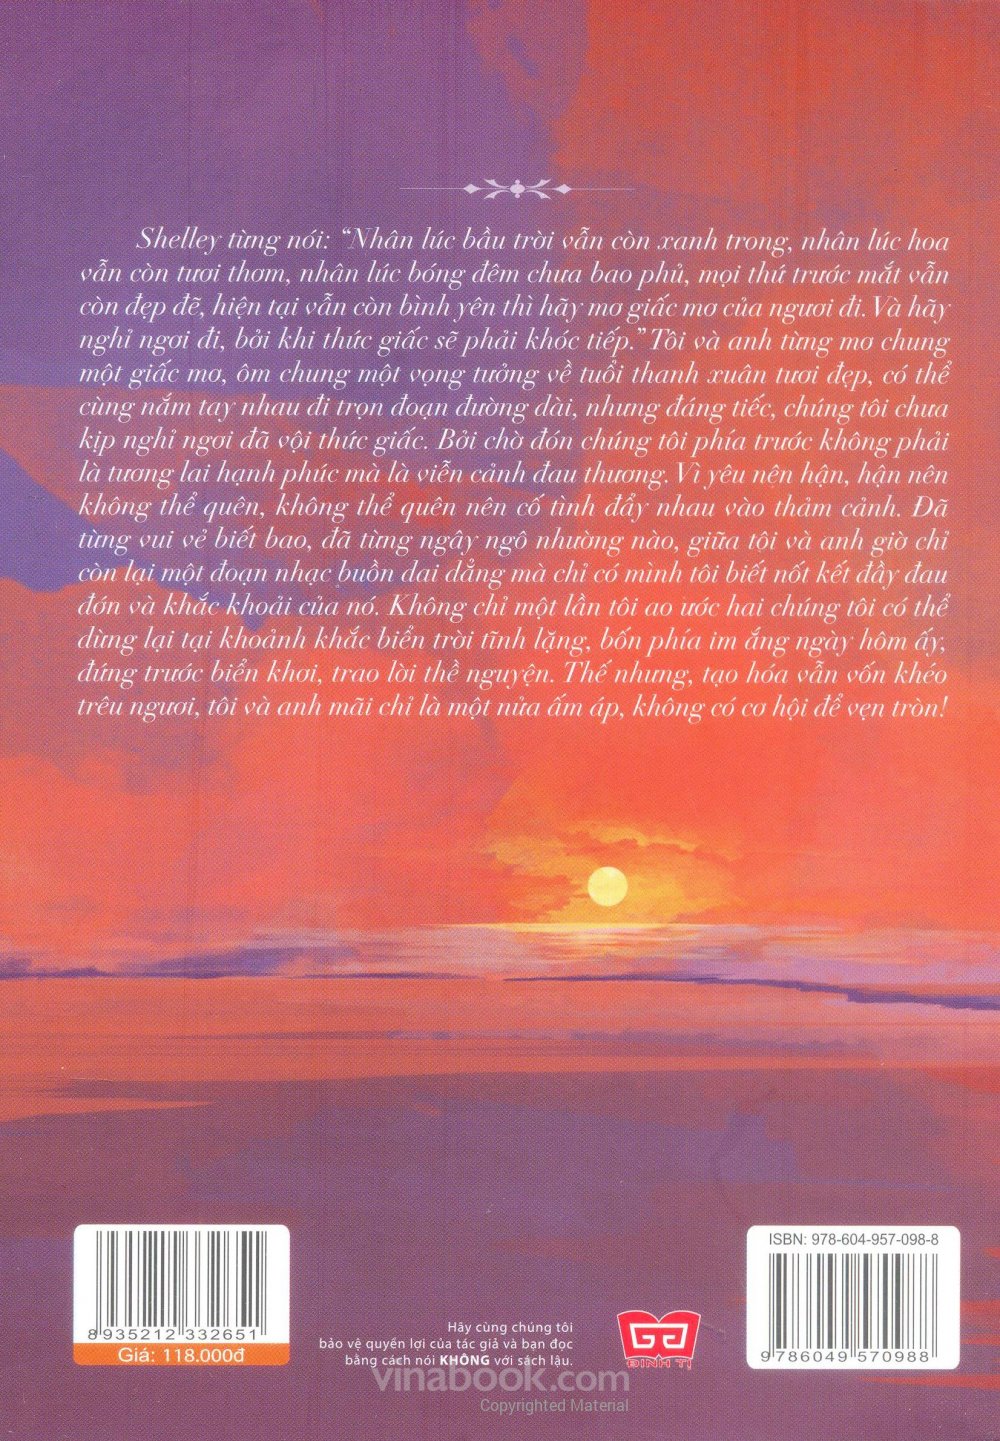 Shelley từng nói: “Nhân lúc bầu trời vẫn còn xanh trong, nhân lúc hoa
vẫn còn tươi thơm, nhân lúc bóng đêm chưa bao phủ, mọi thứ trước mắt vẫn
còn đẹp đẽ, hiện tại vẫn còn bình yên thì hãy mơ giấc mơ của ngươi đi. Và hãy
nghỉ ngơi đi, bởi khi thức giấc sẽ phải khóc tiếp.” Tôi và anh từng mơ chung
một giấc mơ, ôm chung một vọng tưởng về tuổi thanh xuân tươi đẹp, có thể
cùng nắm tay nhau đi trọn đoạn đường dài, nhưng đáng tiếc, chúng tôi chưa
kịp nghỉ ngơi đã vội thức giấc. Bởi chờ đón chúng tôi phía trước không phải
là tương lai hạnh phúc mà là viễn cảnh đau thương. Vì yêu nên hận, hận nên
không thể quên, không thể quên nên cố tình đẩy nhau vào thảm cảnh. Đã
từng vui vẻ biết bao, đã từng ngây ngô nhường nào, giữa tôi và anh giờ chỉ
còn lại một đoạn nhạc buồn dai dẳng mà chỉ có mình tôi biết nốt kết đầy đau
đớn và khắc khoải của nó. Không chỉ một lần tôi ao ước hai chúng tôi có thể
dừng lại tại khoảnh khắc biển trời tĩnh lặng, bốn phía im ắng ngày hôm ấy,
đứng trước biển khơi, trao lời thề nguyện. Thế nhưng, tạo hóa vẫn vốn khéo
trêu ngươi, tôi và anh mãi chỉ là một nửa ấm áp, không có cơ hội để vẹn tròn!
8935212 332651
Giá: 118.000đ
Hãy cùng chúng tôi
bảo vệ quyền lợi của tác giả và bạn đọc
bằng cách nói KHÔNG với sách lậu.
ĐINH TỊ
ISBN: 978-604-957-098-8
9 786049 570988
vinabook.com
Copyrighted Material